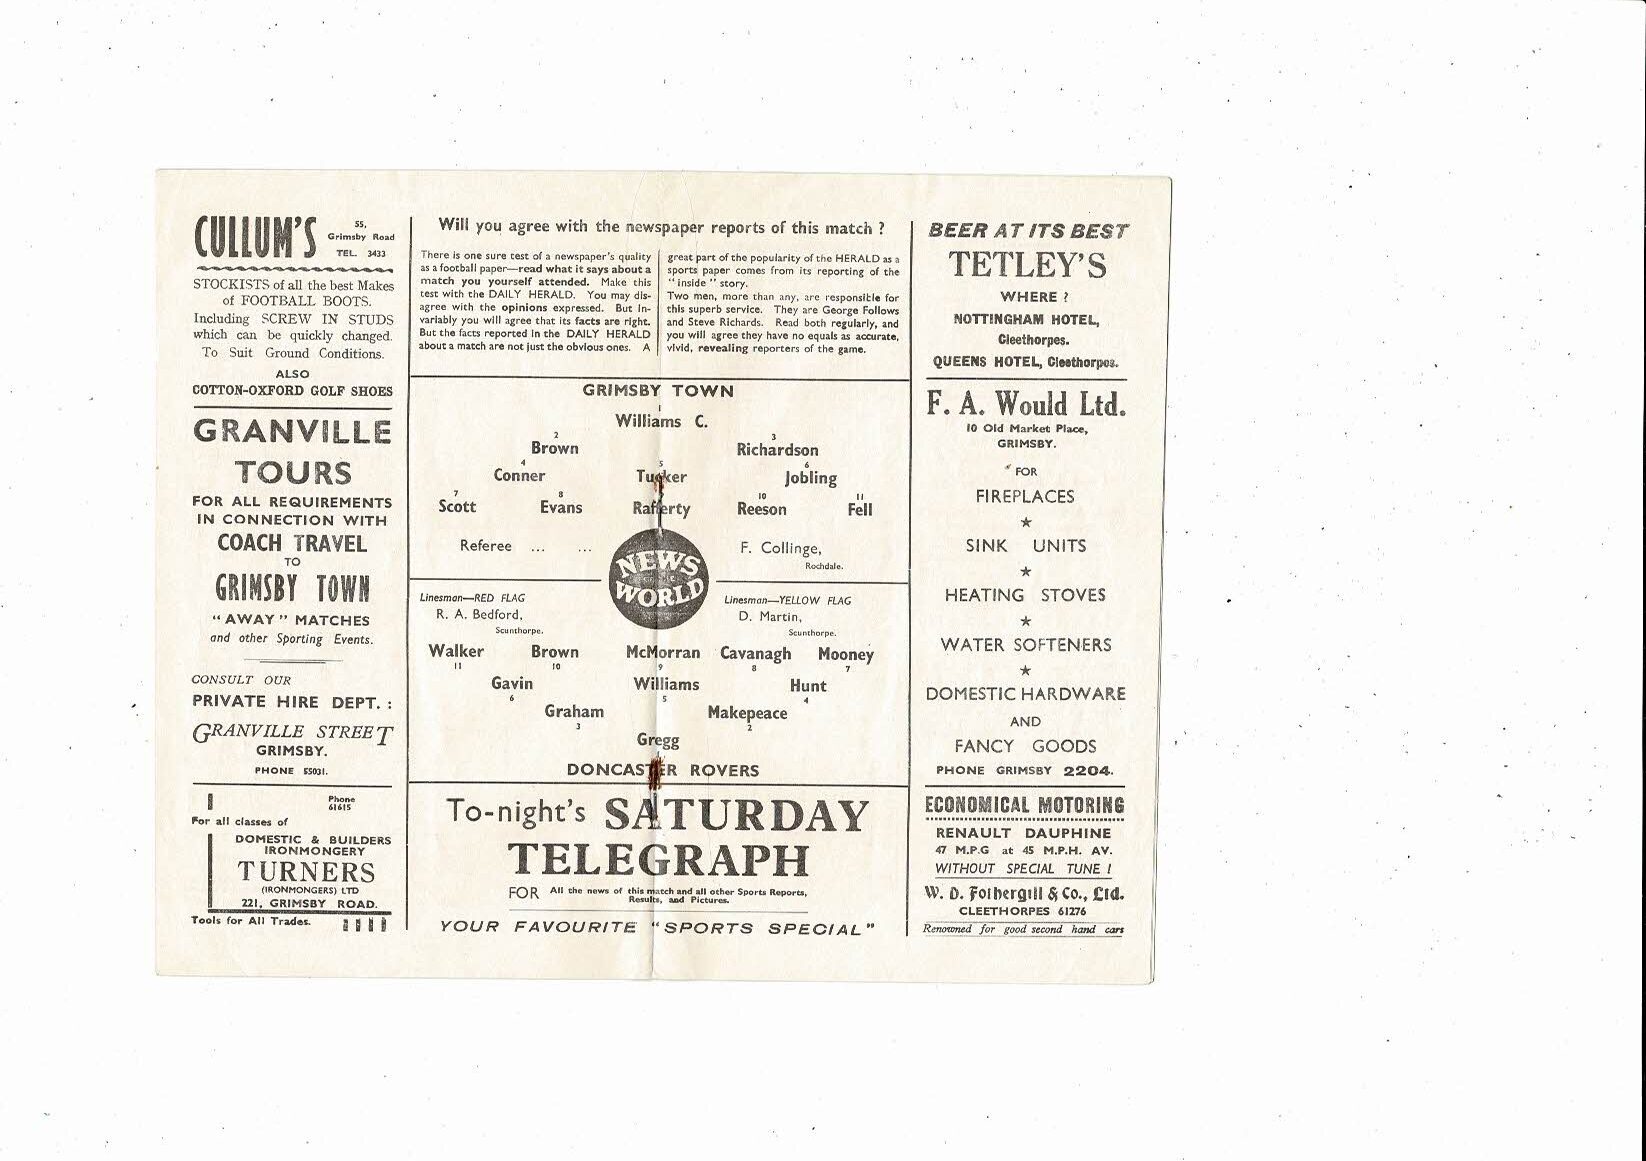 CULLUM'S
55,
Grimsby Road
TEL. 3433
STOCKISTS of all the best Makes
of FOOTBALL BOOTS.
Including SCREW IN STUDS
which can be quickly changed.
To Suit Ground Conditions.
ALSO
COTTON-OXFORD GOLF SHOES
GRANVILLE
TOURS
FOR ALL REQUIREMENTS
IN CONNECTION WITH
COACH TRAVEL
TO
GRIMSBY TOWN
"AWAY" MATCHES
and other Sporting Events.
CONSULT OUR
PRIVATE HIRE DEPT. :
GRANVILLE STREET
GRIMSBY.
PHONE 55031.
Phone
61615
For all classes of
DOMESTIC & BUILDERS
IRONMONGERY
TURNERS
(IRONMONGERS) LTD
221, GRIMSBY ROAD.
Tools for All Trades.
Will you agree with the newspaper reports of this match ?
There is one sure test of a newspaper's quality
as a football paper—read what it says about a
match you yourself attended. Make this
test with the DAILY HERALD. You may dis-
agree with the opinions expressed. But in-
variably you will agree that its facts are right.
But the facts reported in the DAILY HERALD
about a match are not just the obvious ones. A
great part of the popularity of the HERALD as a
sports paper comes from its reporting of the
"inside" story.
Two men, more than any, are responsible for
this superb service. They are George Follows
and Steve Richards. Read both regularly, and
you will agree they have no equals as accurate,
vivid, revealing reporters of the game.
GRIMSBY TOWN
1
Williams C.
2 3
Brown Richardson
4 5 6
Conner Tucker Jobling
7 8 10 11
Scott Evans Rafferty Reeson Fell
Referee ... ... F. Collinge,
Rochdale.
NEWS
OF THE
WORLD
Linesman—RED FLAG
R. A. Bedford,
Scunthorpe.
Linesman—YELLOW FLAG
D. Martin,
Scunthorpe.
Walker Brown McMorran Cavanagh Mooney
11 10 9 8 7
Gavin Williams Hunt
6 5 4
Graham Makepeace
3 2
Gregg
DONCASTER ROVERS
To-night's SATURDAY
TELEGRAPH
FOR All the news of this match and all other Sports Reports,
Results, and Pictures.
YOUR FAVOURITE "SPORTS SPECIAL"
BEER AT ITS BEST
TETLEY'S
WHERE ?
NOTTINGHAM HOTEL,
Cleethorpes.
QUEENS HOTEL, Cleethorpes.
F. A. Would Ltd.
10 Old Market Place,
GRIMSBY.
FOR
FIREPLACES
★
SINK UNITS
★
HEATING STOVES
★
WATER SOFTENERS
★
DOMESTIC HARDWARE
AND
FANCY GOODS
PHONE GRIMSBY 2204.
ECONOMICAL MOTORING
RENAULT DAUPHINE
47 M.P.G at 45 M.P.H. AV.
WITHOUT SPECIAL TUNE !
W. D. Fothergill & Co., Ltd.
CLEETHORPES 61276
Renowned for good second hand cars